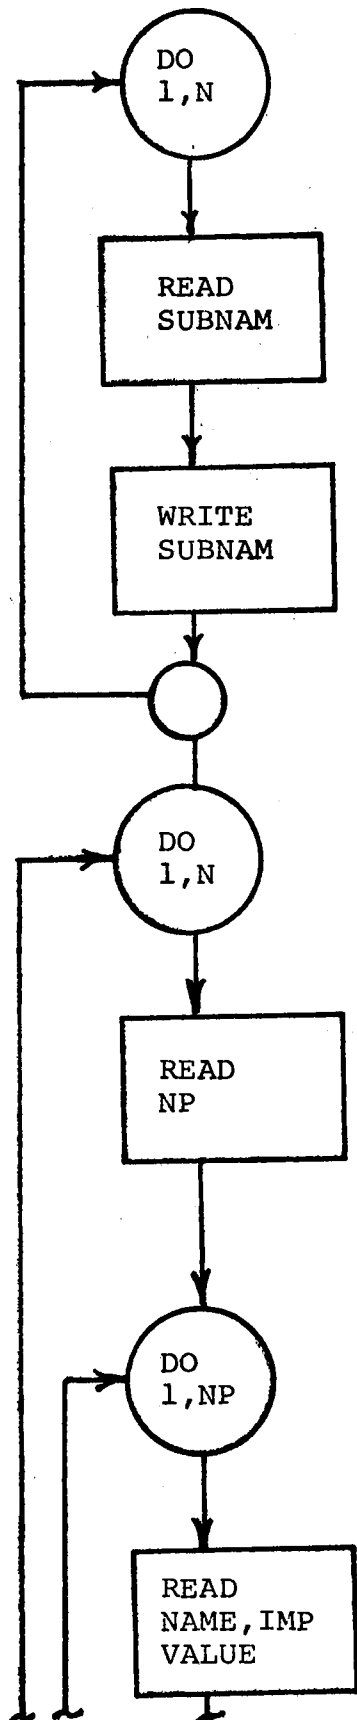 DO
1,N
READ
SUBNAM
WRITE
SUBNAM
DO
1,N
READ
NP
DO
1,NP
READ
NAME,IMP
VALUE